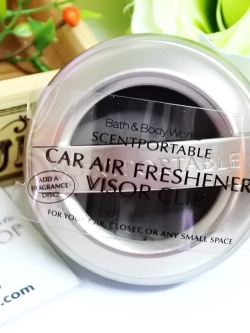 Bath & Body Works
SCENTPORTABLE
CAR AIR FRESHENER
VISOR CLIP
ADD A
FRAGRANCE
DISC!
FOR YOUR CAR, CLOSET, OR ANY SMALL SPACE